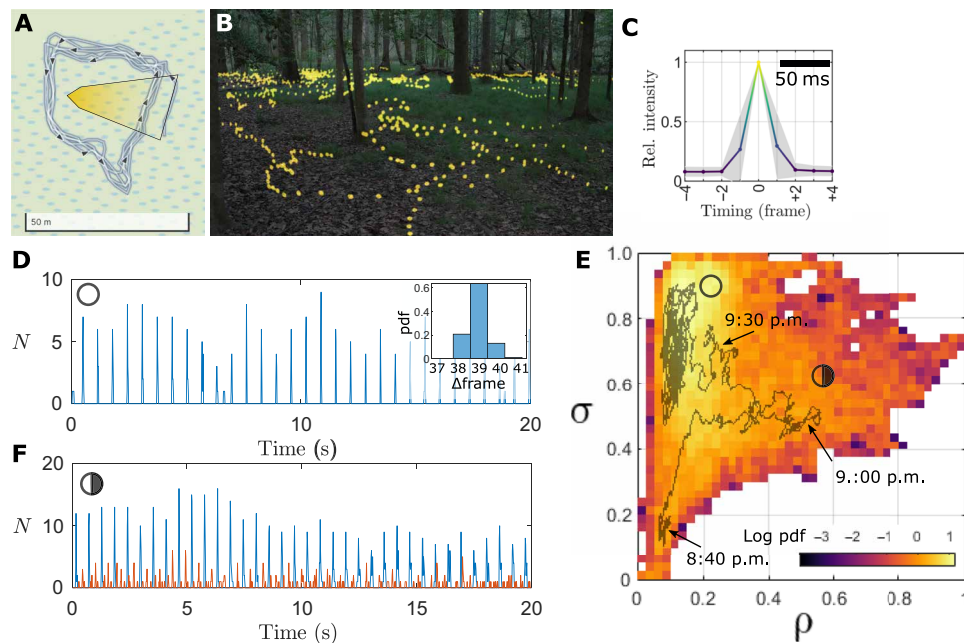 A
50 m
B
C
Rel. intensity
1
0.5
0
50 ms
-4
-2
0
+2
+4
Timing (frame)
D
N
10
5
0
0
10
20
Time (s)
pdf
0.6
0.4
0.2
0
37
38
39
40
41
Δframe
E
σ
1.0
0.8
0.6
0.4
0.2
0
9:30 p.m.
9.:00 p.m.
8:40 p.m.
Log pdf
-3
-2
-1
0
1
0
0.2
0.4
0.6
0.8
1
ρ
F
N
20
10
0
0
5
10
15
20
Time (s)